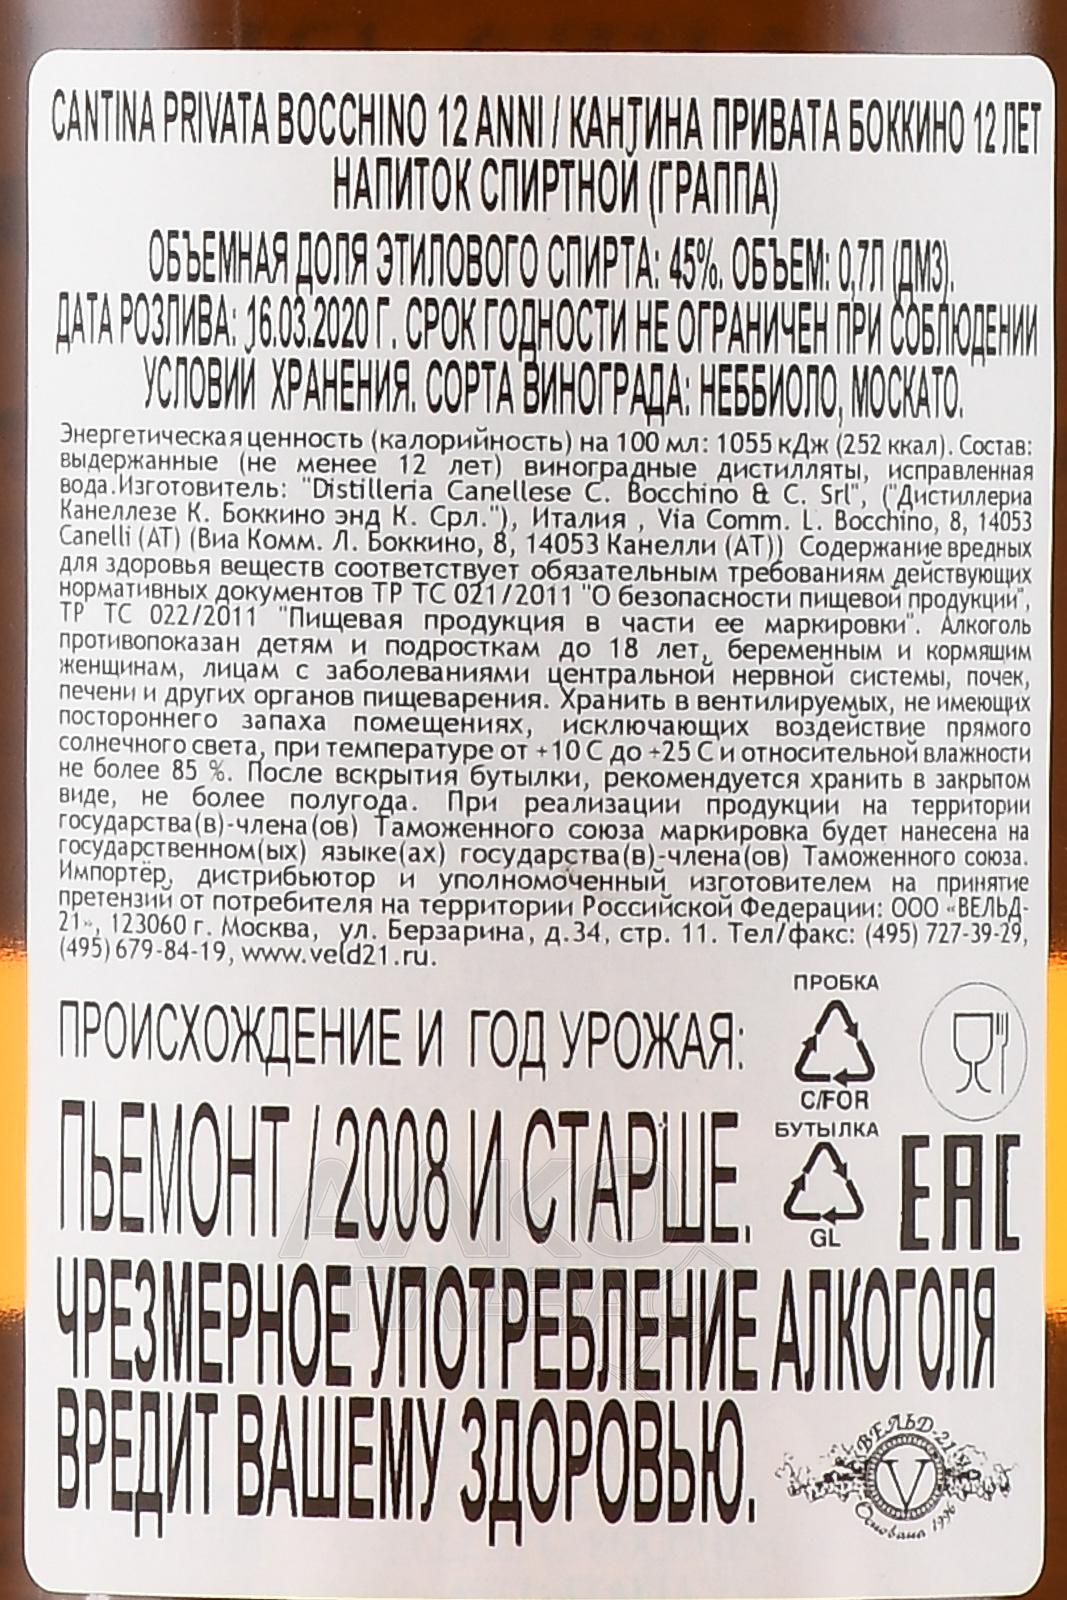 CANTINA PRIVATA BOCCHINO 12 ANNI / КАНТИНА ПРИВАТА БОККИНО 12 ЛЕТ
НАПИТОК СПИРТНОЙ (ГРАППА)
ОБЪЕМНАЯ ДОЛЯ ЭТИЛОВОГО СПИРТА: 45%. ОБЪЕМ: 0,7Л (ДМ3).
ДАТА РОЗЛИВА: 16.03.2020 Г. СРОК ГОДНОСТИ НЕ ОГРАНИЧЕН ПРИ СОБЛЮДЕНИИ
УСЛОВИЙ ХРАНЕНИЯ. СОРТА ВИНОГРАДА: НЕББИОЛО, МОСКАТО.
Энергетическая ценность (калорийность) на 100 мл: 1055 кДж (252 ккал). Состав:
выдержанные (не менее 12 лет) виноградные дистилляты, исправленная
вода.Изготовитель: "Distilleria Canellese C. Bocchino & C. Srl", ("Дистиллериа
Канеллезе К. Боккино энд К. Срл."), Италия , Via Comm. L. Bocchino, 8, 14053
Canelli (AT) (Виа Комм. Л. Боккино, 8, 14053 Канелли (АТ)) Содержание вредных
для здоровья веществ соответствует обязательным требованиям действующих
нормативных документов ТР ТС 021/2011 "О безопасности пищевой продукции",
ТР ТС 022/2011 "Пищевая продукция в части ее маркировки". Алкоголь
противопоказан детям и подросткам до 18 лет, беременным и кормящим
женщинам, лицам с заболеваниями центральной нервной системы, почек,
печени и других органов пищеварения. Хранить в вентилируемых, не имеющих
постороннего запаха помещениях, исключающих воздействие прямого
солнечного света, при температуре от +10 С до +25 С и относительной влажности
не более 85 %. После вскрытия бутылки, рекомендуется хранить в закрытом
виде, не более полугода. При реализации продукции на территории
государства(в)-члена(ов) Таможенного союза маркировка будет нанесена на
государственном(ых) языке(ах) государства(в)-члена(ов) Таможенного союза.
Импортёр, дистрибьютор и уполномоченный изготовителем на принятие
претензий от потребителя на территории Российской Федерации: ООО «ВЕЛЬД-
21», 123060 г. Москва, ул. Берзарина, д.34, стр. 11. Тел/факс: (495) 727-39-29,
(495) 679-84-19, www.veld21.ru.
ПРОБКА
ПРОИСХОЖДЕНИЕ И ГОД УРОЖАЯ:
C/FOR
БУТЫЛКА
ПЬЕМОНТ / 2008 И СТАРШЕ.
GL
EAC
ЧРЕЗМЕРНОЕ УПОТРЕБЛЕНИЕ АЛКОГОЛЯ
ВРЕДИТ ВАШЕМУ ЗДОРОВЬЮ.
ВЕЛЬД-21
V
Основана 1996